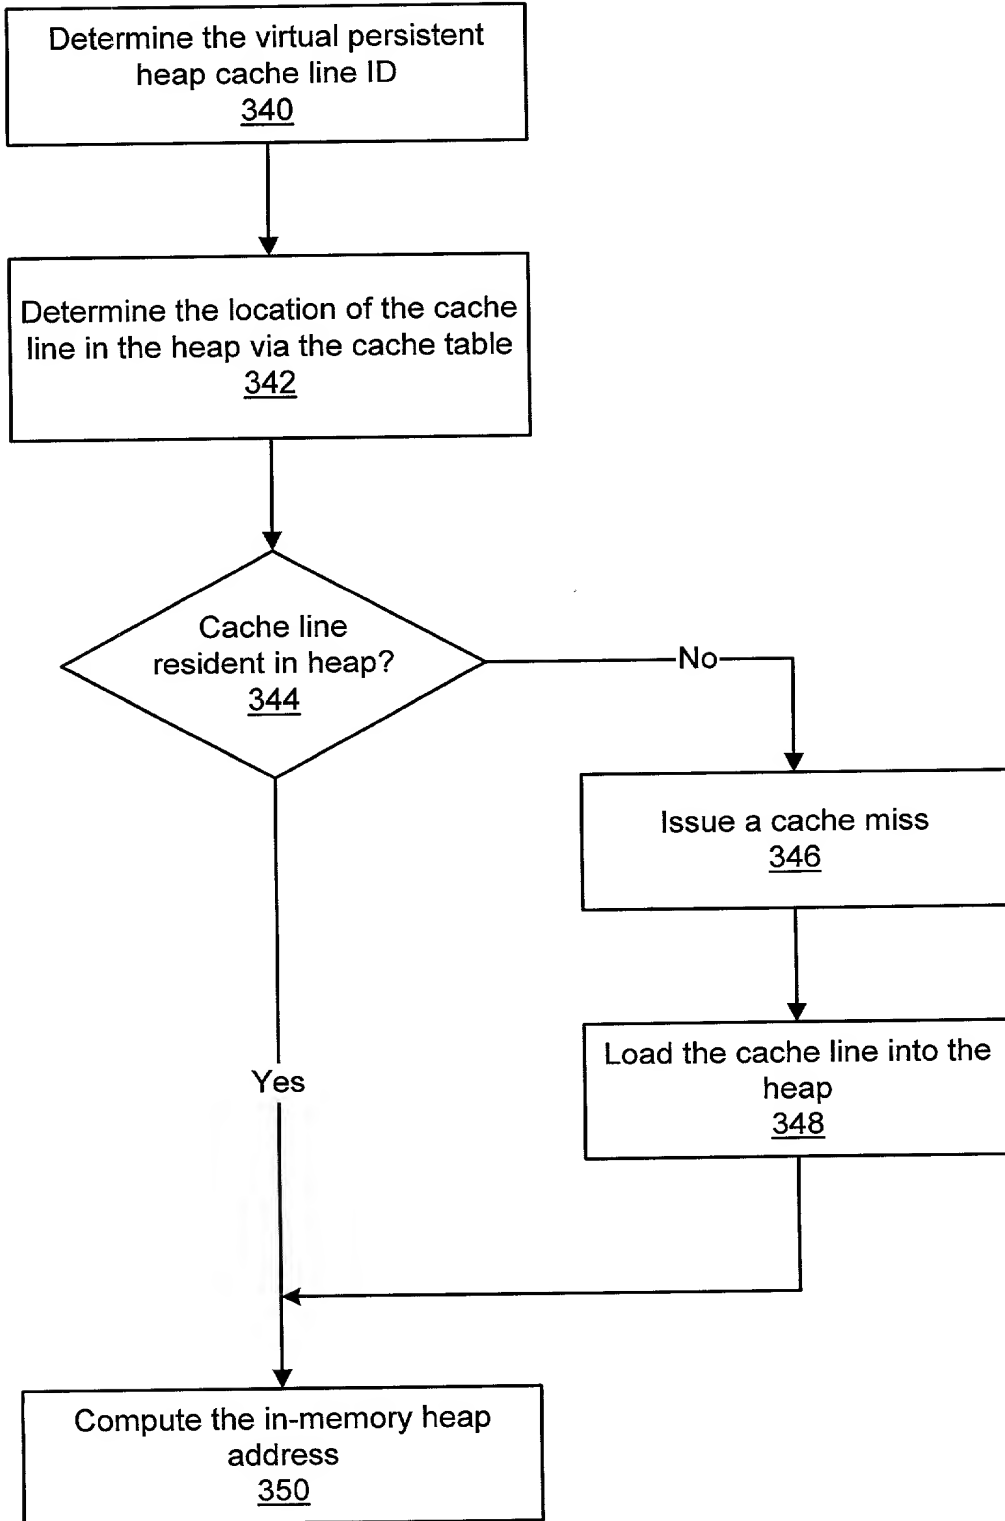 Determine the virtual persistent
heap cache line ID
340
Determine the location of the cache
line in the heap via the cache table
342
Cache line
resident in heap?
344
No
Issue a cache miss
346
Load the cache line into the
heap
348
Yes
Compute the in-memory heap
address
350